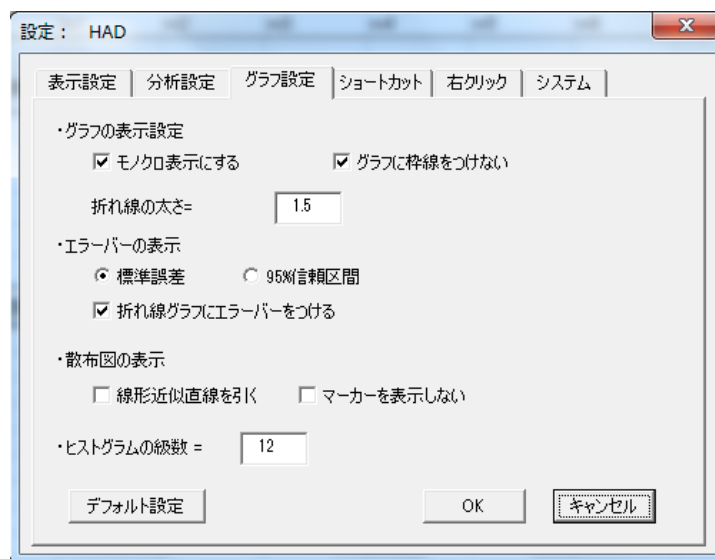 設定： HAD
表示設定 分析設定 グラフ設定 ショートカット 右クリック システム
・グラフの表示設定
モノクロ表示にする グラフに枠線をつけない
折れ線の太さ= 1.5
・エラーバーの表示
標準誤差 95%信頼区間
折れ線グラフにエラーバーをつける
・散布図の表示
線形近似直線を引く マーカーを表示しない
・ヒストグラムの級数 = 12
デフォルト設定 OK キャンセル